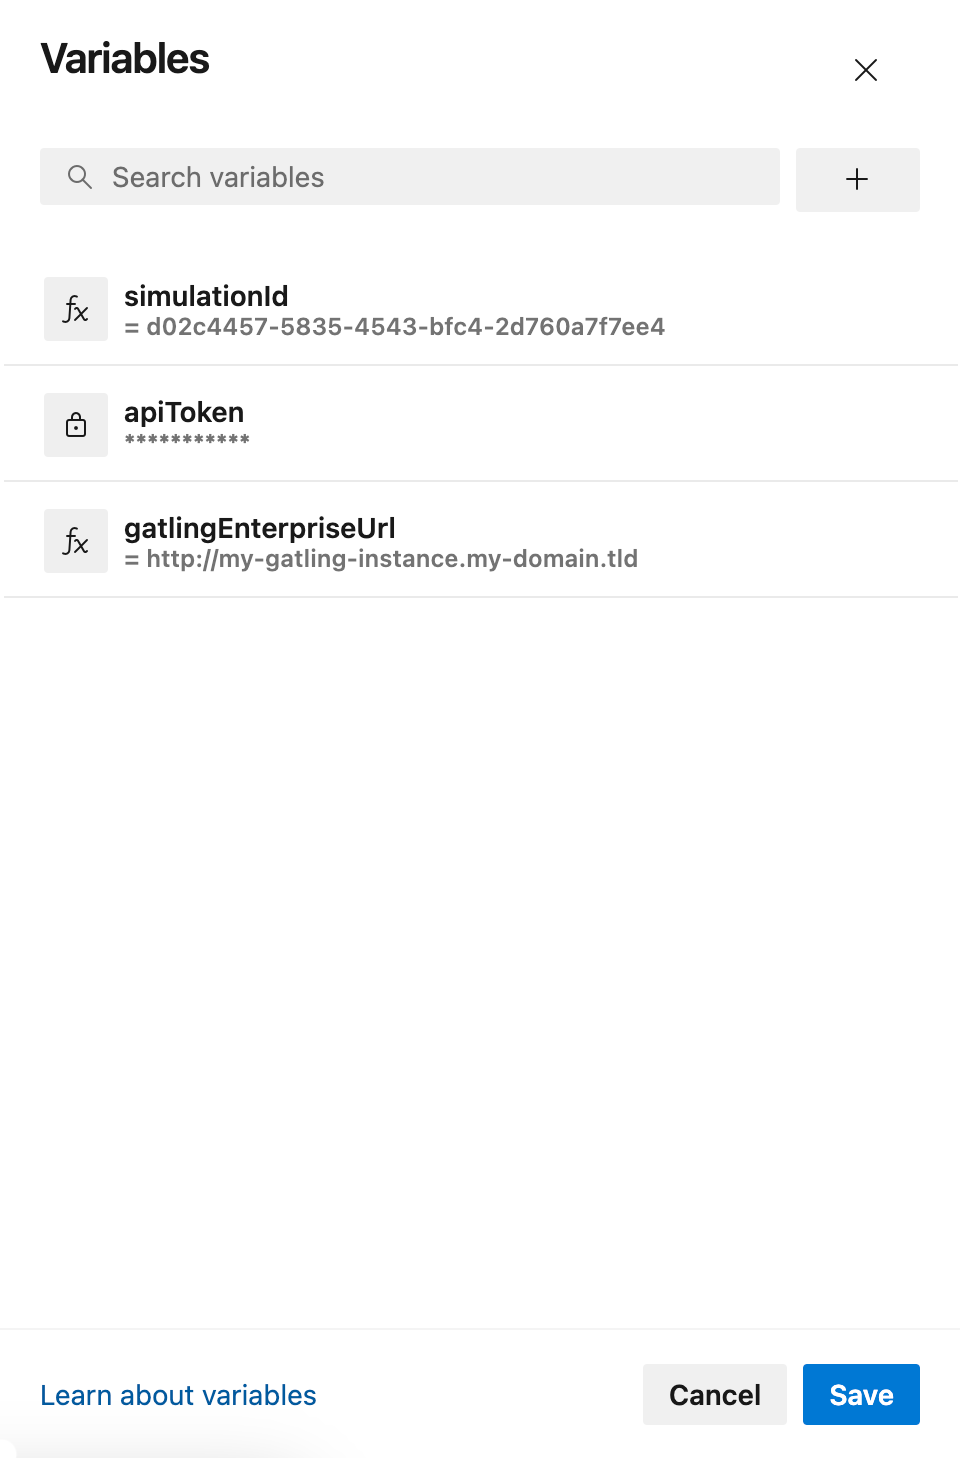 Variables
Search variables
fx
simulationId
= d02c4457-5835-4543-bfc4-2d760a7f7ee4
apiToken
***********
fx
gatlingEnterpriseUrl
= http://my-gatling-instance.my-domain.tld
Learn about variables
Cancel
Save